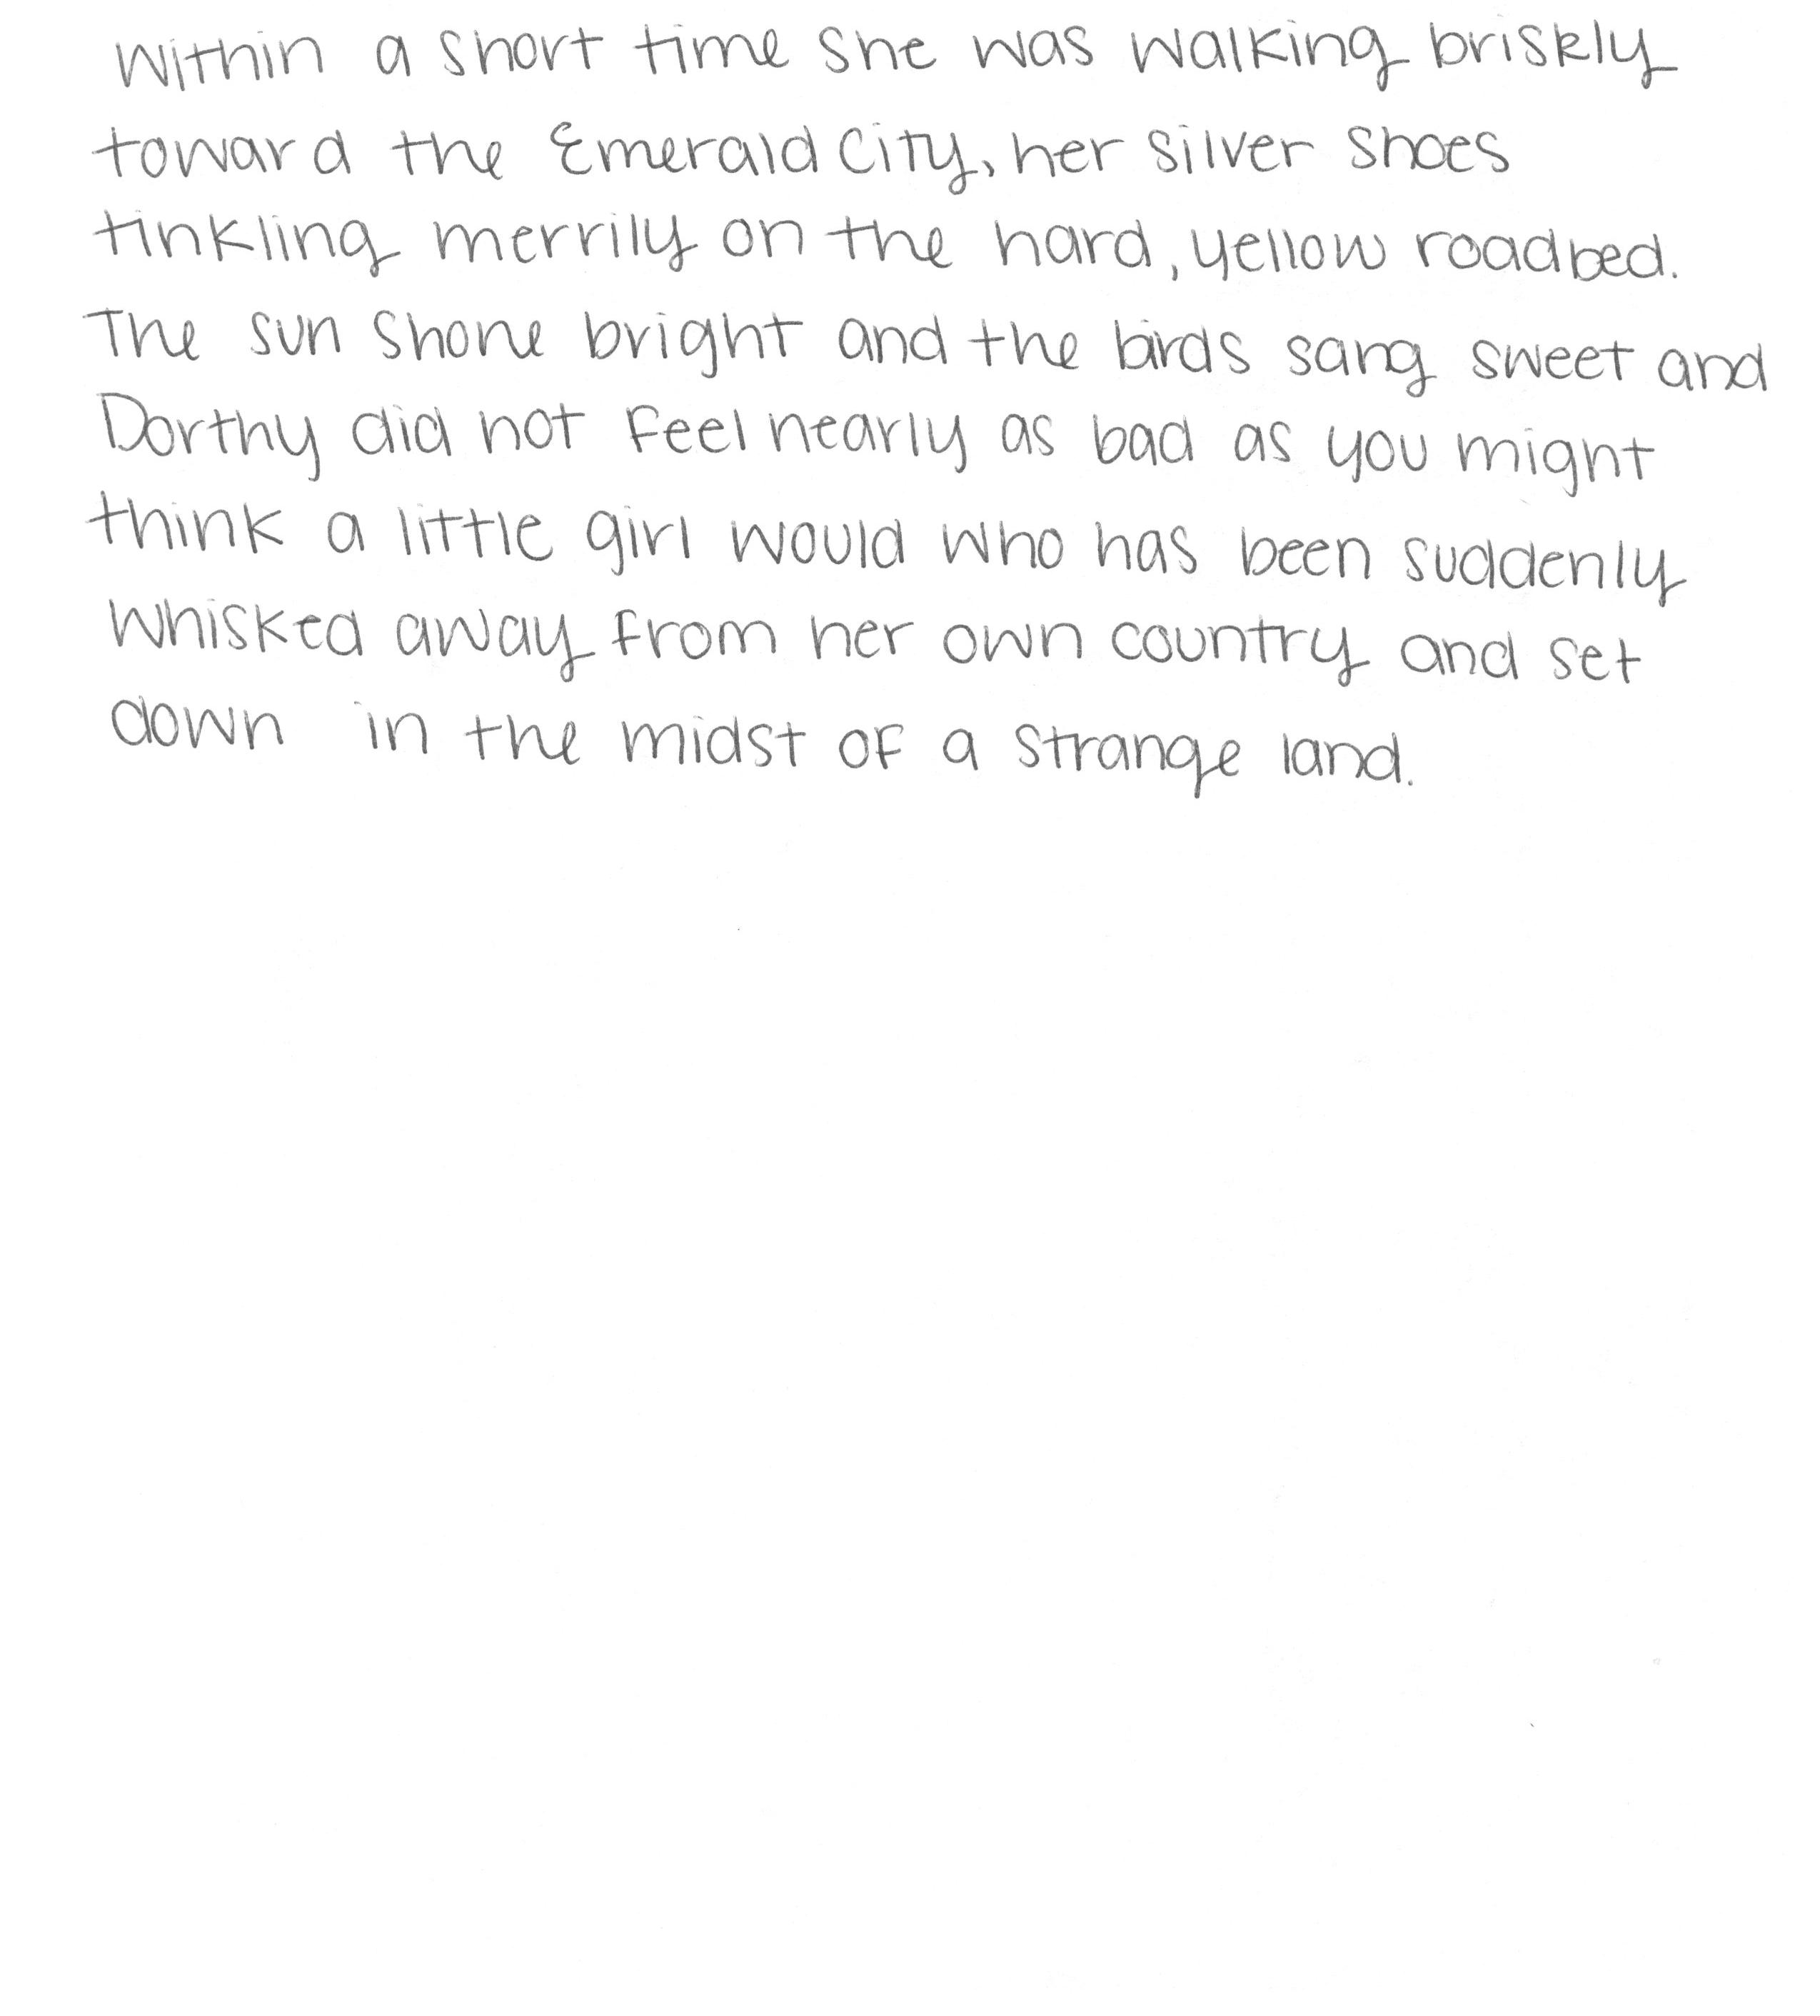 Within a short time she was walking briskly
toward the Emerald City, her silver shoes
tinkling merrily on the hard, yellow roadbed.
The sun shone bright and the birds sang sweet and
Dorthy did not feel nearly as bad as you might
think a little girl would who has been suddenly
whisked away from her own country and set
down in the midst of a strange land.